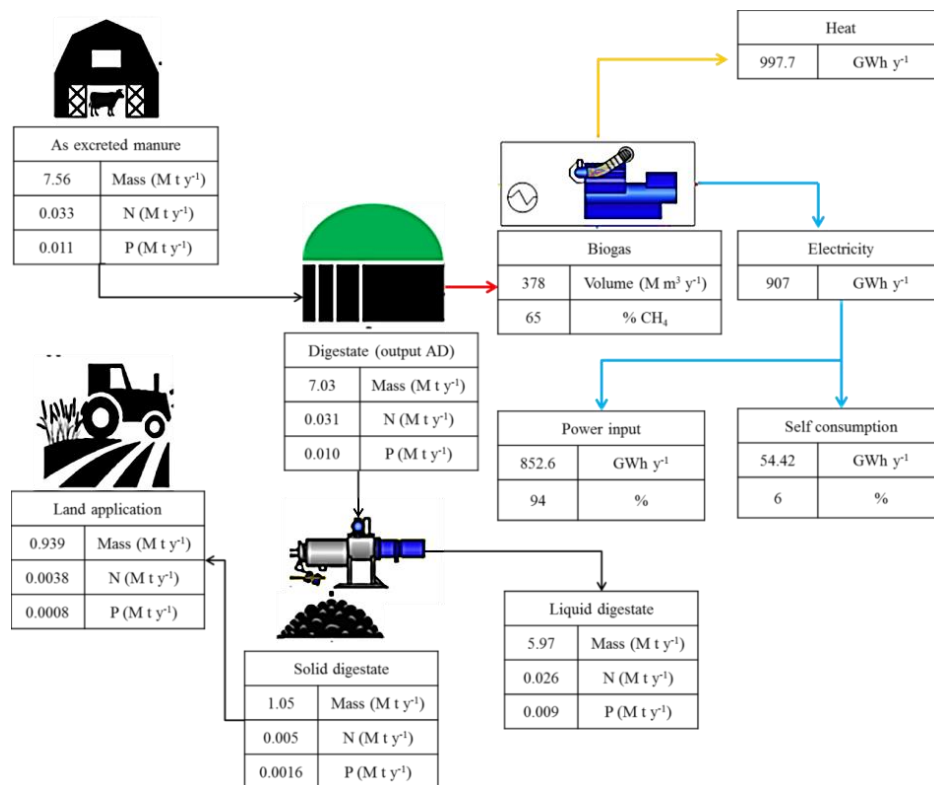 Heat
997.7 GWh y⁻¹
As excreted manure
7.56 Mass (M t y⁻¹)
0.033 N (M t y⁻¹)
0.011 P (M t y⁻¹)
Biogas
378 Volume (M m³ y⁻¹)
65 % CH₄
Electricity
907 GWh y⁻¹
Digestate (output AD)
7.03 Mass (M t y⁻¹)
0.031 N (M t y⁻¹)
0.010 P (M t y⁻¹)
Power input
852.6 GWh y⁻¹
94 %
Self consumption
54.42 GWh y⁻¹
6 %
Land application
0.939 Mass (M t y⁻¹)
0.0038 N (M t y⁻¹)
0.0008 P (M t y⁻¹)
Liquid digestate
5.97 Mass (M t y⁻¹)
0.026 N (M t y⁻¹)
0.009 P (M t y⁻¹)
Solid digestate
1.05 Mass (M t y⁻¹)
0.005 N (M t y⁻¹)
0.0016 P (M t y⁻¹)